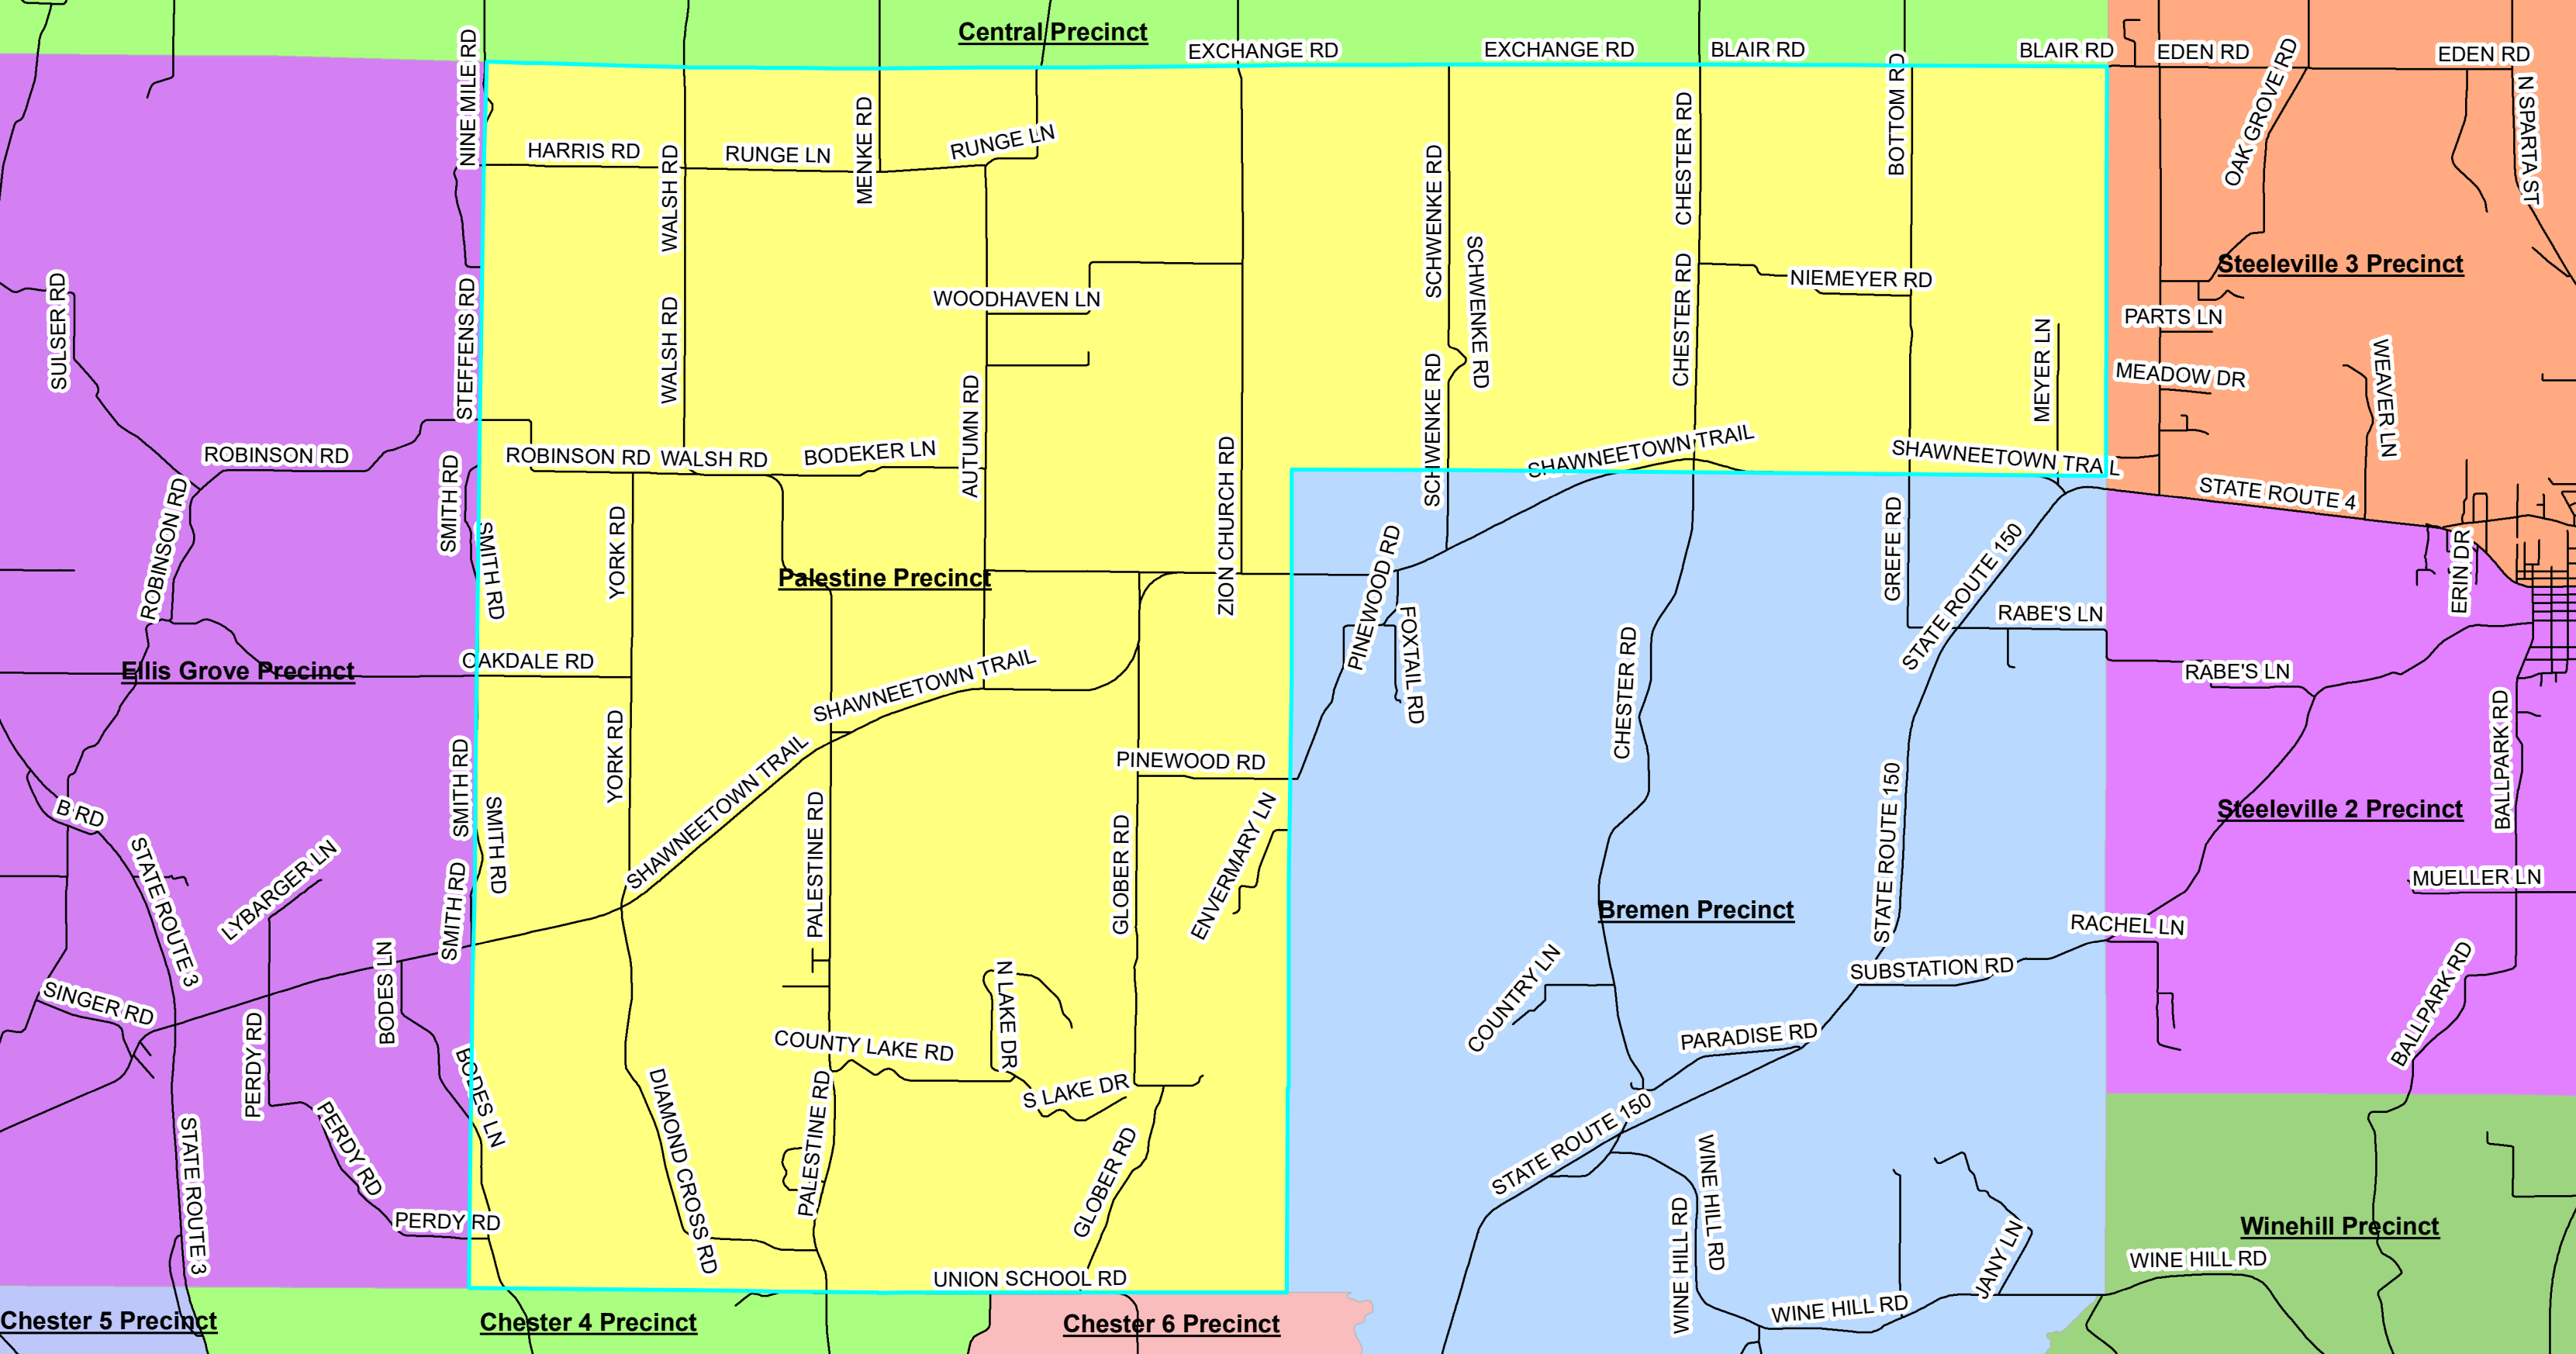 Central Precinct
EXCHANGE RD
EXCHANGE RD
BLAIR RD
BLAIR RD
EDEN RD
EDEN RD
NINE MILE RD
HARRIS RD
WALSH RD
RUNGE LN
MENKE RD
RUNGE LN
SCHWENKE RD
CHESTER RD
BOTTOM RD
OAK GROVE RD
N SPARTA ST
SULSER RD
STEFFENS RD
WALSH RD
WOODHAVEN LN
SCHWENKE RD
CHESTER RD
NIEMEYER RD
Steeleville 3 Precinct
PARTS LN
MEYER LN
MEADOW DR
WEAVER LN
ROBINSON RD
SMITH RD
ROBINSON RD
WALSH RD
BODEKER LN
AUTUMN RD
ZION CHURCH RD
SCHWENKE RD
SHAWNEETOWN TRAIL
SHAWNEETOWN TRAIL
STATE ROUTE 4
ROBINSON RD
SMITH RD
YORK RD
Palestine Precinct
PINEWOOD RD
FOXTAIL RD
GREFE RD
STATE ROUTE 150
RABE'S LN
ERIN DR
Ellis Grove Precinct
OAKDALE RD
SHAWNEETOWN TRAIL
CHESTER RD
RABE'S LN
YORK RD
SMITH RD
SHAWNEETOWN TRAIL
PINEWOOD RD
STATE ROUTE 150
BALLPARK RD
B RD
STATE ROUTE 3
LYBARGER LN
SMITH RD
SMITH RD
PALESTINE RD
GLOBER RD
ENVERMARY LN
Steeleville 2 Precinct
MUELLER LN
Bremen Precinct
RACHEL LN
SINGER RD
BODES LN
N LAKE DR
COUNTRY LN
SUBSTATION RD
BALLPARK RD
PERDY RD
COUNTY LAKE RD
PARADISE RD
BODES LN
DIAMOND CROSS RD
PALESTINE RD
S LAKE DR
STATE ROUTE 150
STATE ROUTE 3
PERDY RD
GLOBER RD
WINE HILL RD
WINE HILL RD
PERDY RD
JANY LN
Winehill Precinct
WINE HILL RD
UNION SCHOOL RD
WINE HILL RD
Chester 5 Precinct
Chester 4 Precinct
Chester 6 Precinct